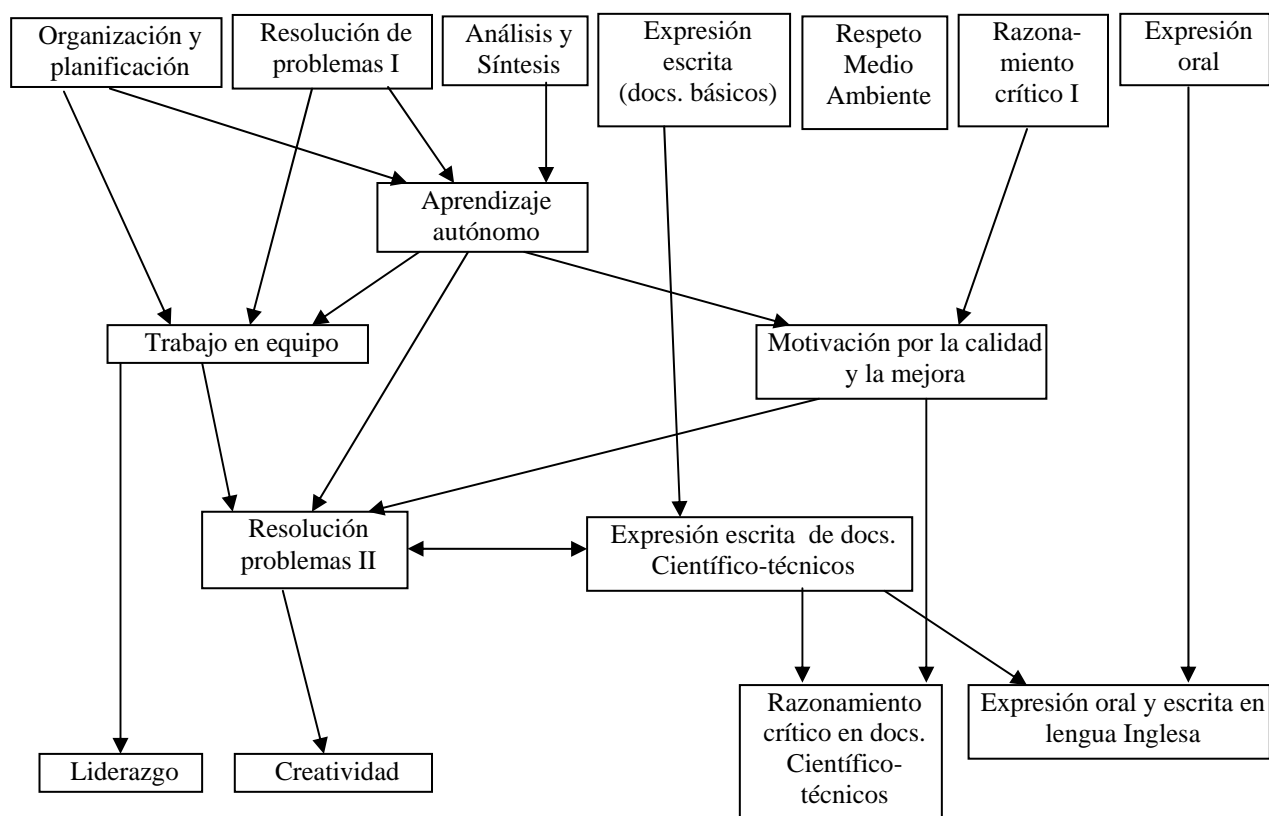 Organización y
planificación
Resolución de
problemas I
Análisis y
Síntesis
Expresión
escrita
(docs. básicos)
Respeto
Medio
Ambiente
Razona-
miento
crítico I
Expresión
oral
Aprendizaje
autónomo
Trabajo en equipo
Motivación por la calidad
y la mejora
Resolución
problemas II
Expresión escrita de docs.
Científico-técnicos
Razonamiento
crítico en docs.
Científico-
técnicos
Expresión oral y escrita en
lengua Inglesa
Liderazgo
Creatividad